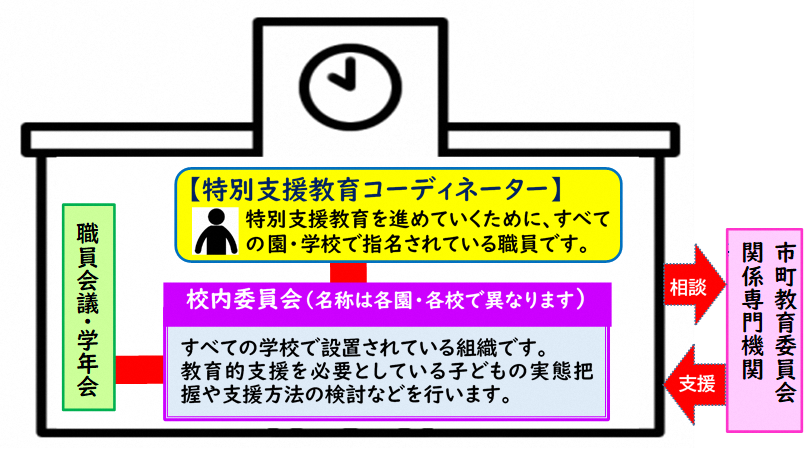 【特別支援教育コーディネーター】
特別支援教育を進めていくために、すべて
の園・学校で指名されている職員です。
職員会議・学年会
校内委員会（名称は各園・各校で異なります）
すべての学校で設置されている組織です。
教育的支援を必要としている子どもの実態把
握や支援方法の検討などを行います。
相談
支援
市町教育委員会
関係専門機関